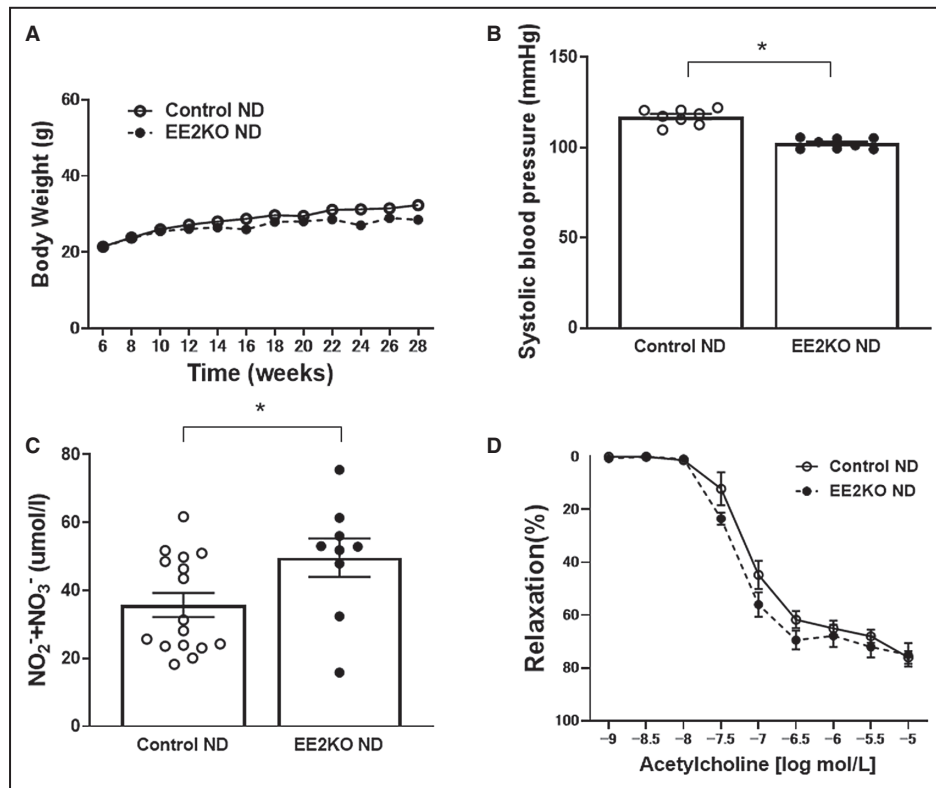 A
60
40
20
0
Body Weight (g)
Control ND
EE2KO ND
6 8 10 12 14 16 18 20 22 24 26 28
Time (weeks)
B
*
150
100
50
0
Systolic blood pressure (mmHg)
Control ND EE2KO ND
C
*
80
60
40
20
0
NO₂⁻+NO₃⁻ (umol/l)
Control ND EE2KO ND
D
0
20
40
60
80
100
Relaxation(%)
Control ND
EE2KO ND
−9 −8.5 −8 −7.5 −7 −6.5 −6 −5.5 −5
Acetylcholine [log mol/L]